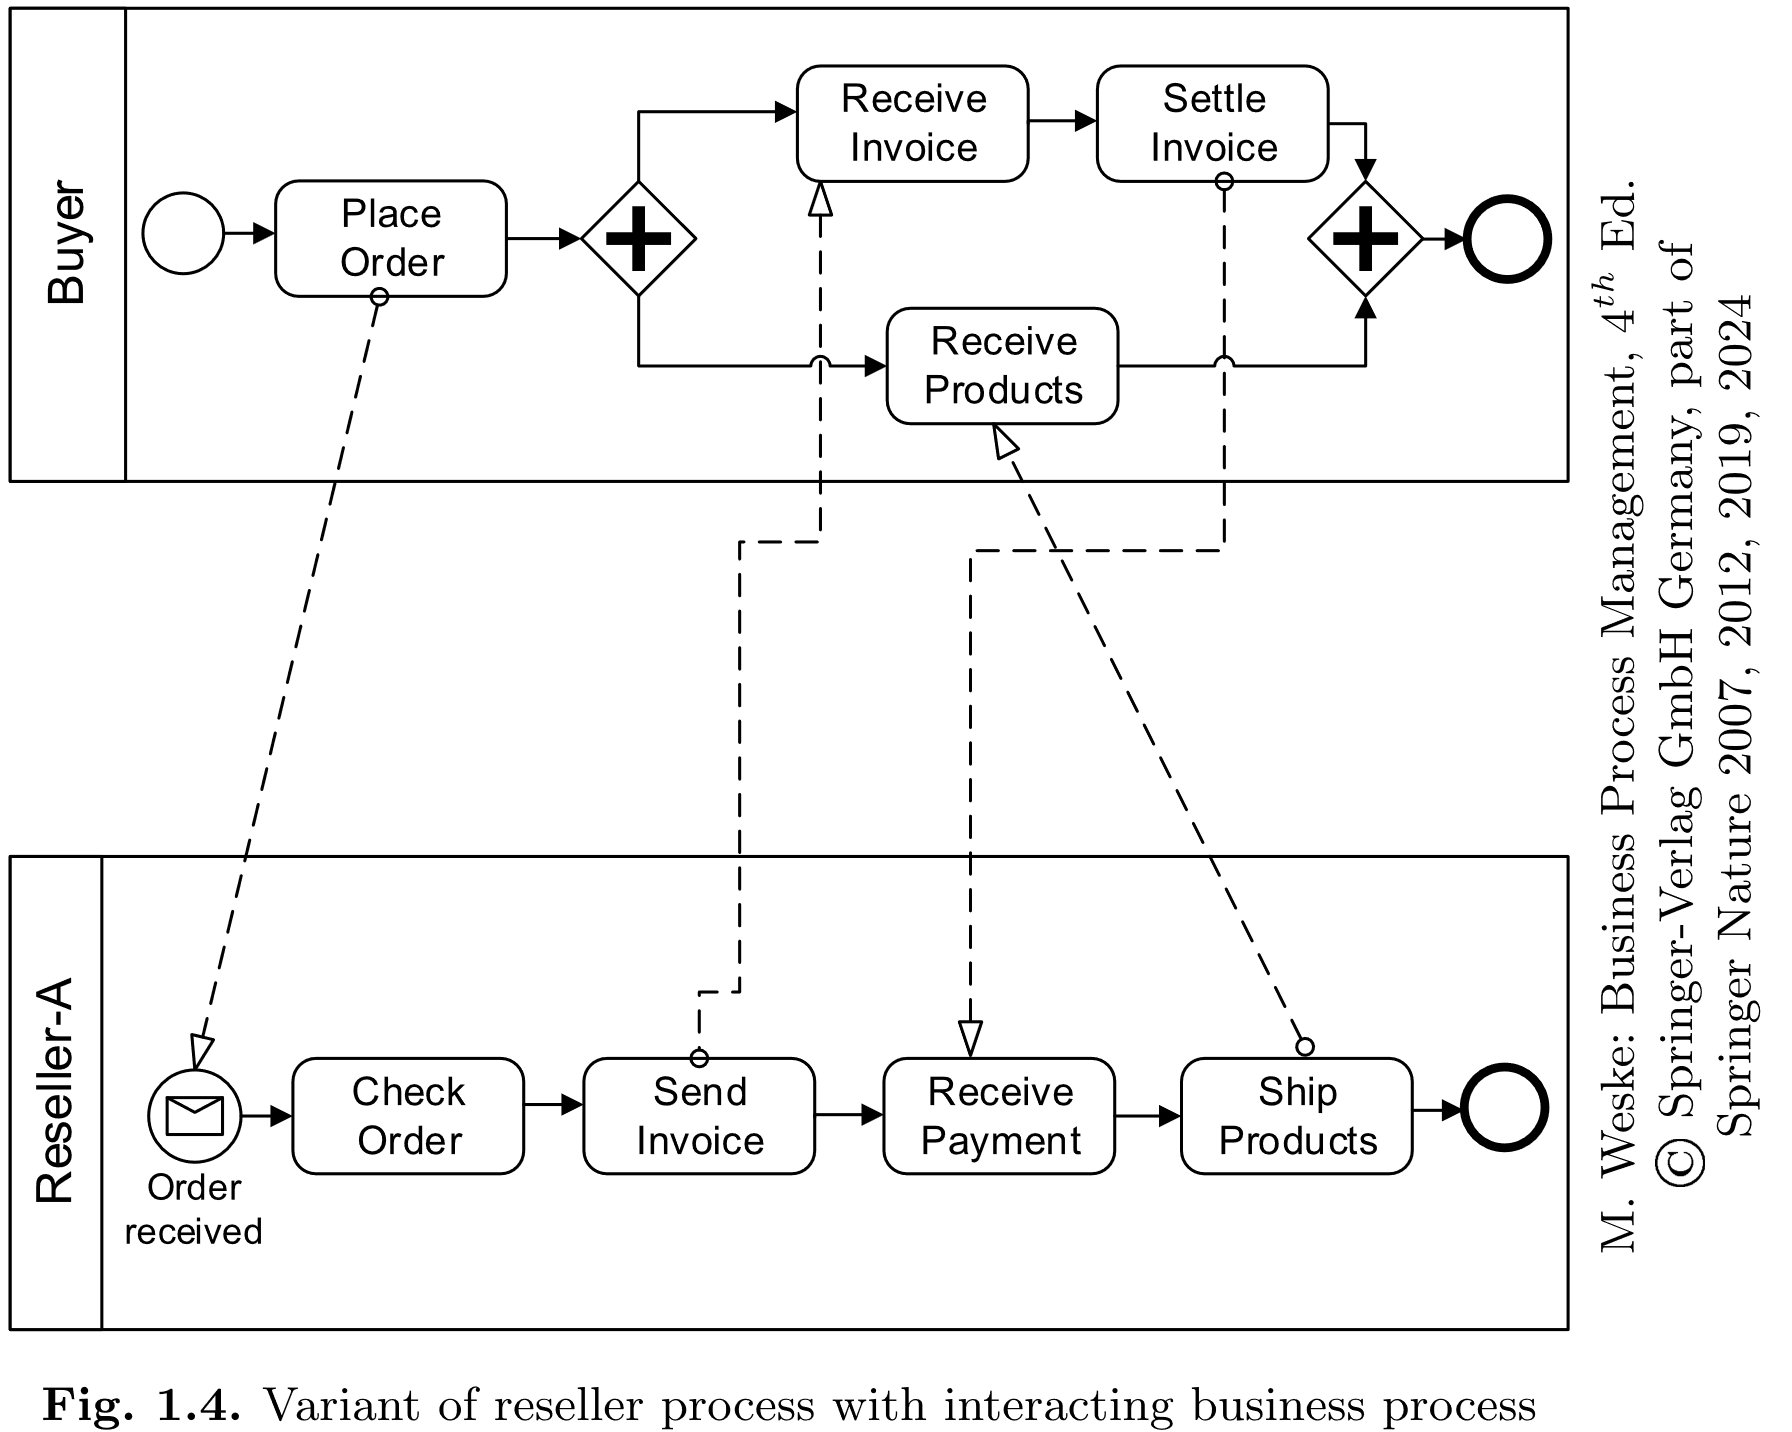 Buyer
Place
Order
Receive
Invoice
Settle
Invoice
Receive
Products
Reseller-A
Order
received
Check
Order
Send
Invoice
Receive
Payment
Ship
Products
M. Weske: Business Process Management, 4th Ed.
© Springer-Verlag GmbH Germany, part of
Springer Nature 2007, 2012, 2019, 2024
Fig. 1.4. Variant of reseller process with interacting business process